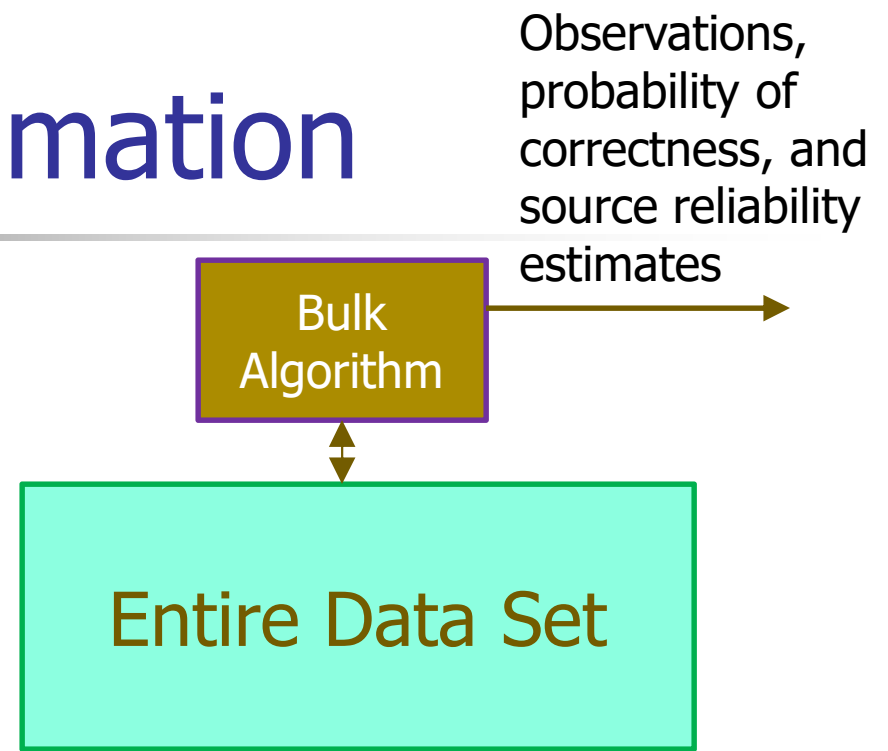 mation
Observations,
probability of
correctness, and
source reliability
estimates
Bulk
Algorithm
Entire Data Set